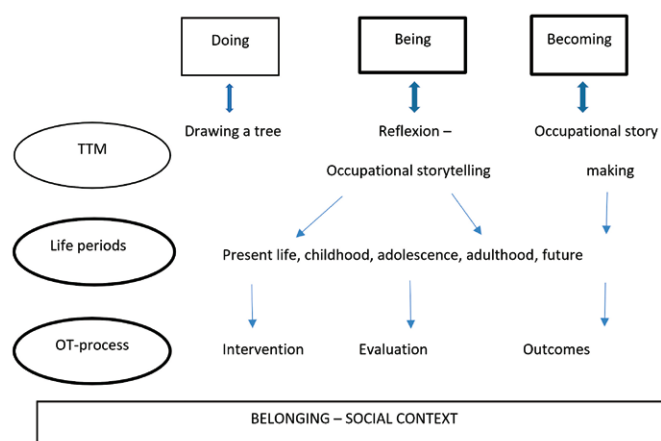 Doing
Being
Becoming
TTM
Drawing a tree
Reflexion –
Occupational storytelling
Occupational story
making
Life periods
Present life, childhood, adolescence, adulthood, future
OT-process
Intervention
Evaluation
Outcomes
BELONGING – SOCIAL CONTEXT